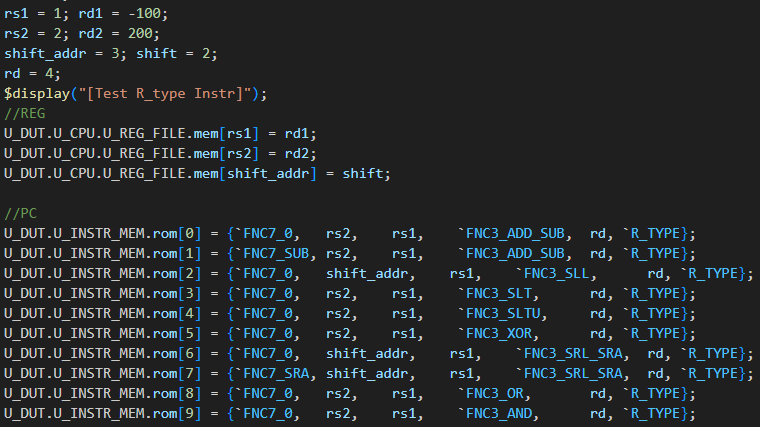 rs1 = 1; rd1 = -100;
rs2 = 2; rd2 = 200;
shift_addr = 3; shift = 2;
rd = 4;
$display("[Test R_type Instr]");
//REG
U_DUT.U_CPU.U_REG_FILE.mem[rs1] = rd1;
U_DUT.U_CPU.U_REG_FILE.mem[rs2] = rd2;
U_DUT.U_CPU.U_REG_FILE.mem[shift_addr] = shift;
//PC
U_DUT.U_INSTR_MEM.rom[0] = {`FNC7_0,   rs2,    rs1,    `FNC3_ADD_SUB,  rd, `R_TYPE};
U_DUT.U_INSTR_MEM.rom[1] = {`FNC7_SUB, rs2,    rs1,    `FNC3_ADD_SUB,  rd, `R_TYPE};
U_DUT.U_INSTR_MEM.rom[2] = {`FNC7_0,   shift_addr,    rs1,    `FNC3_SLL,       rd, `R_TYPE};
U_DUT.U_INSTR_MEM.rom[3] = {`FNC7_0,   rs2,    rs1,    `FNC3_SLT,      rd, `R_TYPE};
U_DUT.U_INSTR_MEM.rom[4] = {`FNC7_0,   rs2,    rs1,    `FNC3_SLTU,     rd, `R_TYPE};
U_DUT.U_INSTR_MEM.rom[5] = {`FNC7_0,   rs2,    rs1,    `FNC3_XOR,      rd, `R_TYPE};
U_DUT.U_INSTR_MEM.rom[6] = {`FNC7_0,   shift_addr,    rs1,    `FNC3_SRL_SRA,  rd, `R_TYPE};
U_DUT.U_INSTR_MEM.rom[7] = {`FNC7_SRA, shift_addr,    rs1,    `FNC3_SRL_SRA,  rd, `R_TYPE};
U_DUT.U_INSTR_MEM.rom[8] = {`FNC7_0,   rs2,    rs1,    `FNC3_OR,       rd, `R_TYPE};
U_DUT.U_INSTR_MEM.rom[9] = {`FNC7_0,   rs2,    rs1,    `FNC3_AND,      rd, `R_TYPE};